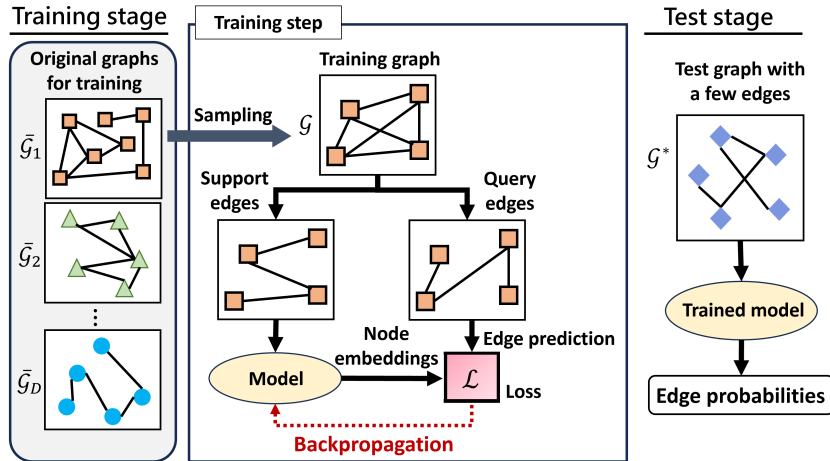 Training stage
Original graphs
for training
𝒢̄₁
𝒢̄₂
...
𝒢̄_D
Training step
Sampling
Training graph
𝒢
Support
edges
Query
edges
Node
embeddings
Edge prediction
Model
ℒ
Loss
Backpropagation
Test stage
Test graph with
a few edges
𝒢*
Trained model
Edge probabilities